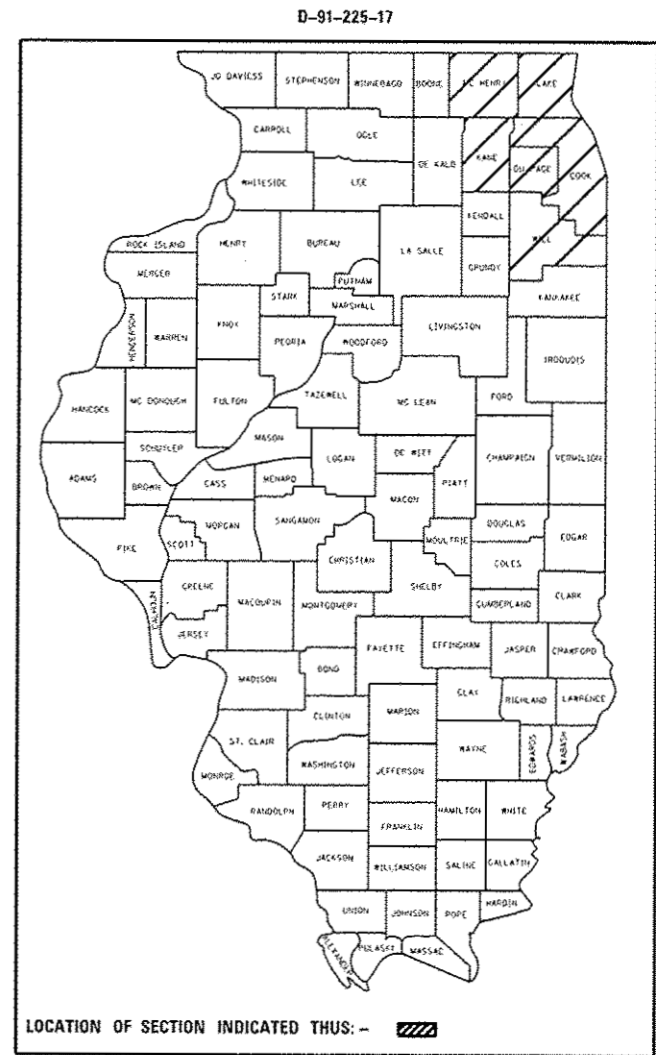 D-91-225-17
JO DAVIESS STEPHENSON WINNEBAGO BOONE MC HENRY LAKE
CARROLL OGLE
DE KALB KANE DU PAGE COOK
WHITESIDE LEE
KENDALL WILL
ROCK ISLAND HENRY BUREAU LA SALLE GRUNDY
MERCER PUTNAM KANKAKEE
STARK MARSHALL
HENDERSON WARREN KNOX PEORIA WOODFORD LIVINGSTON IROQUOIS
HANCOCK MC DONOUGH FULTON TAZEWELL MC LEAN FORD
MASON
SCHUYLER LOGAN DE WITT CHAMPAIGN VERMILION
ADAMS BROWN CASS MENARD PIATT
MACON
PIKE SCOTT MORGAN SANGAMON MOULTRIE DOUGLAS EDGAR
CHRISTIAN COLES
CALHOUN GREENE MACOUPIN MONTGOMERY SHELBY CLARK
CUMBERLAND
JERSEY
FAYETTE EFFINGHAM JASPER CRAWFORD
MADISON BOND
CLAY RICHLAND LAWRENCE
CLINTON MARION
ST. CLAIR WAYNE EDWARDS WABASH
MONROE WASHINGTON JEFFERSON
RANDOLPH PERRY HAMILTON WHITE
FRANKLIN
JACKSON WILLIAMSON SALINE GALLATIN
UNION JOHNSON POPE HARDIN
ALEXANDER PULASKI MASSAC
LOCATION OF SECTION INDICATED THUS: -